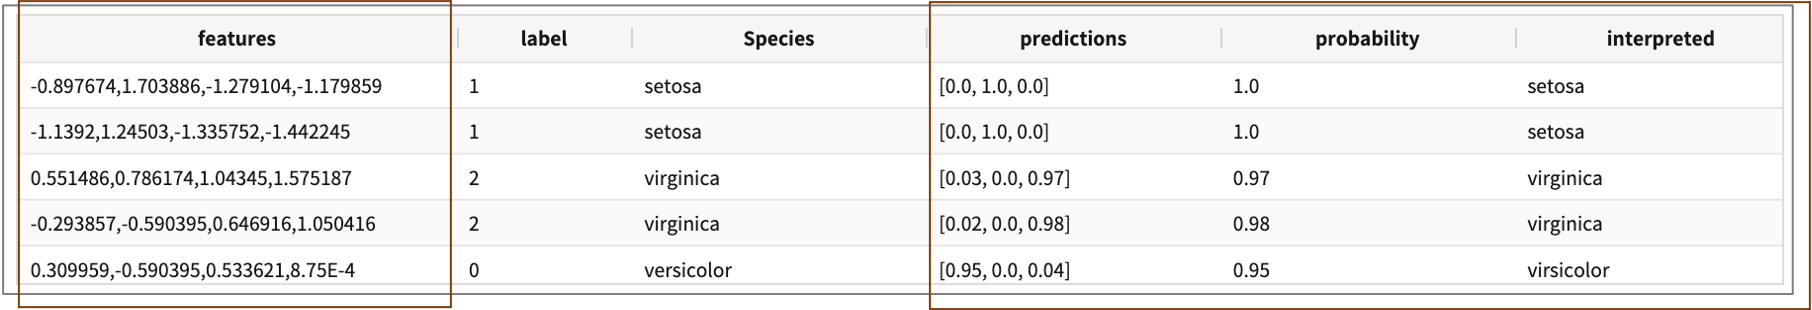 features label Species predictions probability interpreted
-0.897674,1.703886,-1.279104,-1.179859 1 setosa [0.0, 1.0, 0.0] 1.0 setosa
-1.1392,1.24503,-1.335752,-1.442245 1 setosa [0.0, 1.0, 0.0] 1.0 setosa
0.551486,0.786174,1.04345,1.575187 2 virginica [0.03, 0.0, 0.97] 0.97 virginica
-0.293857,-0.590395,0.646916,1.050416 2 virginica [0.02, 0.0, 0.98] 0.98 virginica
0.309959,-0.590395,0.533621,8.75E-4 0 versicolor [0.95, 0.0, 0.04] 0.95 virsicolor